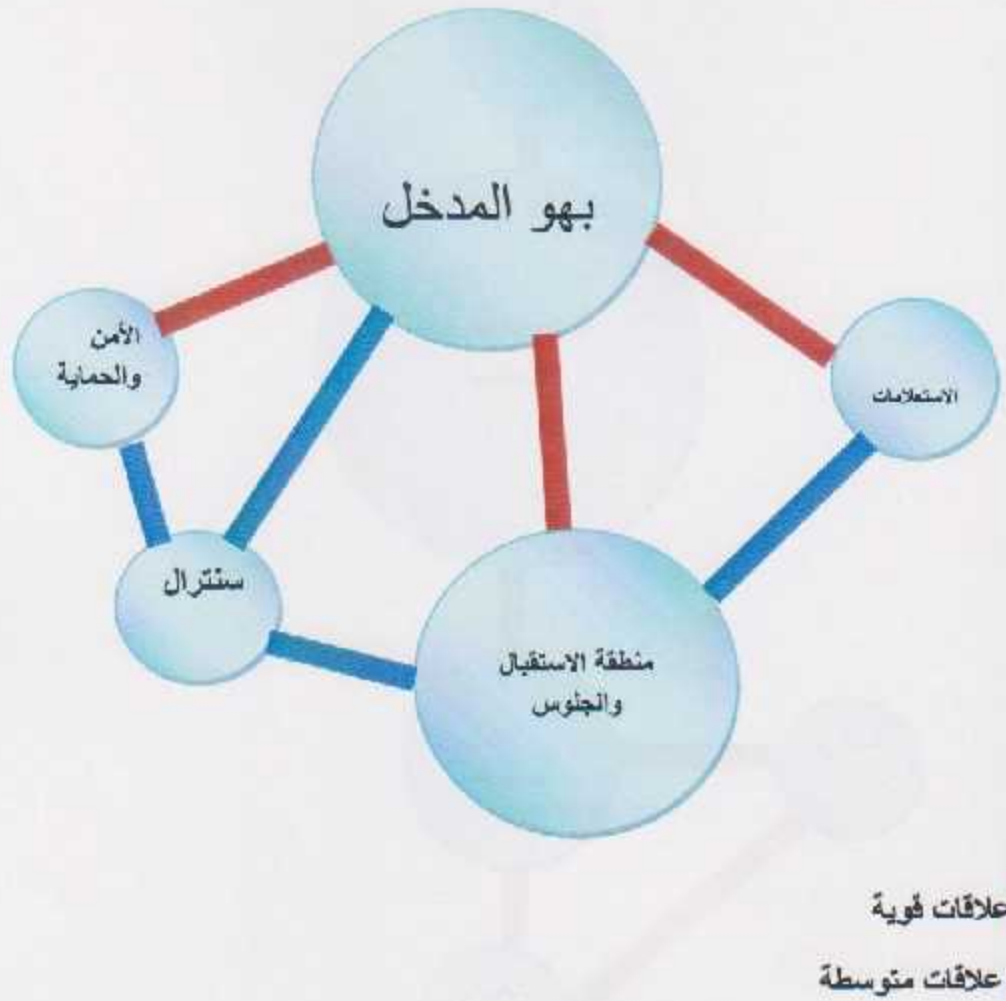 بهو المدخل
الأمن
والحماية
الاستعلامات
سنترال
منطقة الاستقبال
والجلوس
علاقات قوية
علاقات متوسطة